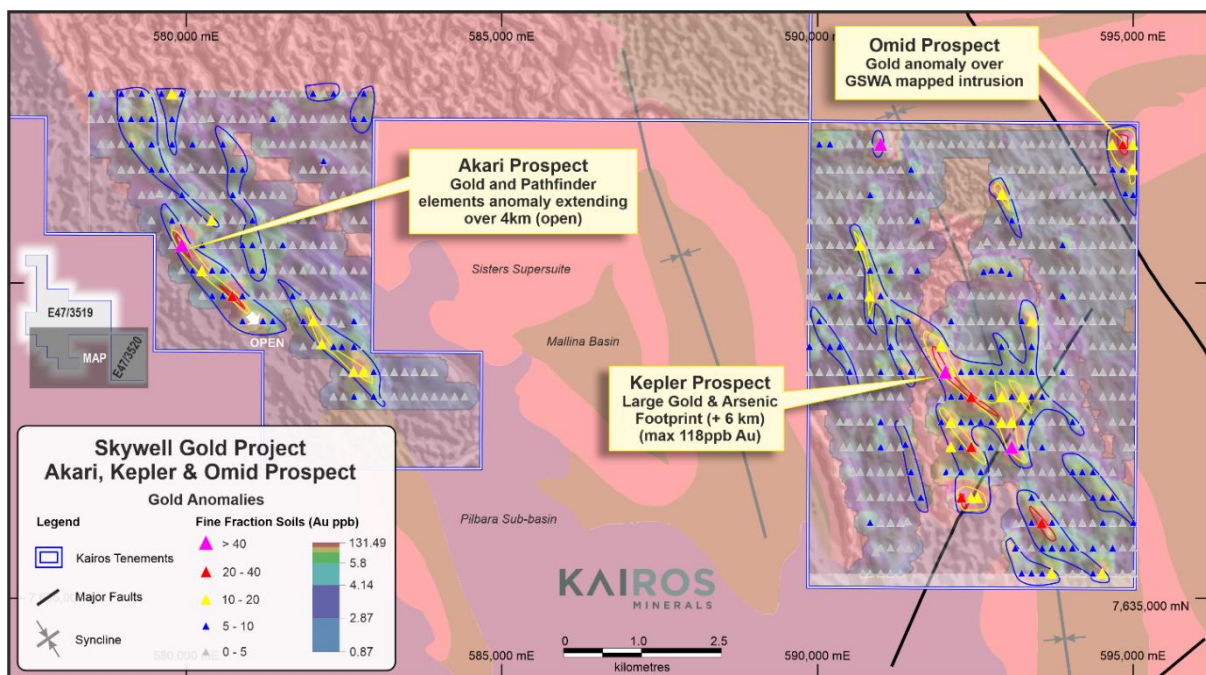 580,000 mE
585,000 mE
590,000 mE
595,000 mE
Omid Prospect
Gold anomaly over
GSWA mapped intrusion
Akari Prospect
Gold and Pathfinder
elements anomaly extending
over 4km (open)
Sisters Supersuite
E47/3519
MAP
E47/3520
OPEN
Mallina Basin
Kepler Prospect
Large Gold & Arsenic
Footprint (+ 6 km)
(max 118ppb Au)
Skywell Gold Project
Akari, Kepler & Omid Prospect
Gold Anomalies
Legend
Fine Fraction Soils (Au ppb)
Kairos Tenements
Major Faults
Syncline
> 40
20 - 40
10 - 20
5 - 10
0 - 5
131.49
5.8
4.14
2.87
0.87
Pilbara Sub-basin
KAIROS
MINERALS
0 1.0 2.5
kilometres
7,635,000 mN
580,000 mE
585,000 mE
590,000 mE
595,000 mE